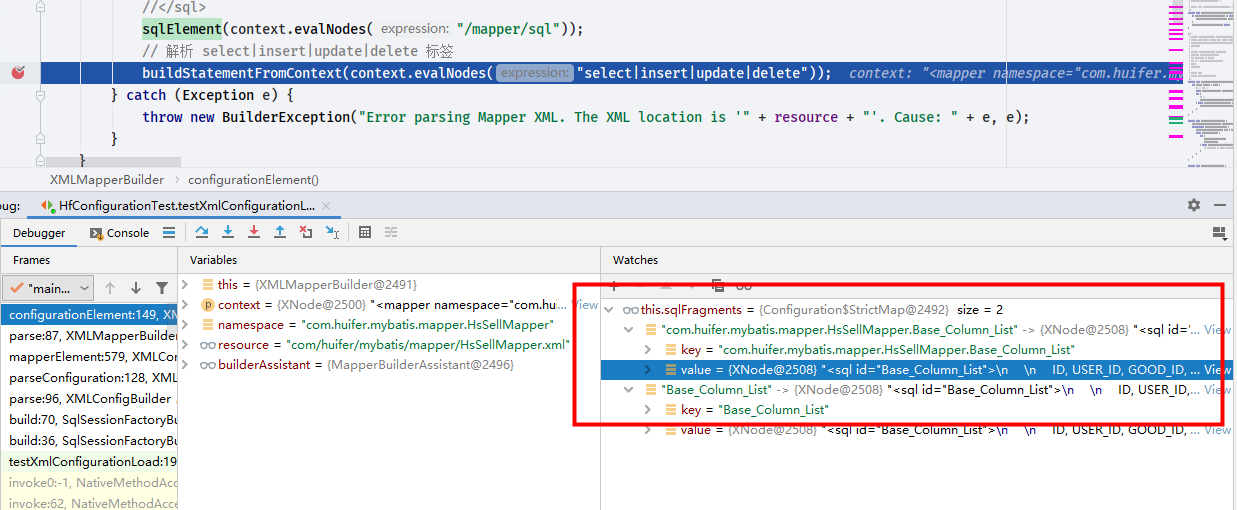 //</sql>
sqlElement(context.evalNodes( expression: "/mapper/sql"));
// 解析 select|insert|update|delete 标签
buildStatementFromContext(context.evalNodes( expression: "select|insert|update|delete")); context: "<mapper namespace="com.huifer.my
} catch (Exception e) {
throw new BuilderException("Error parsing Mapper XML. The XML location is '" + resource + "'. Cause: " + e, e);
}
}
XMLMapperBuilder › configurationElement()
ug: HfConfigurationTest.testXmlConfigurationL... ×
Debugger Console
Frames
Variables
Watches
"main...
configurationElement:149, XM
parse:87, XMLMapperBuilder
mapperElement:579, XMLCo
parseConfiguration:128, XML
parse:96, XMLConfigBuilder
build:70, SqlSessionFactoryBu
build:36, SqlSessionFactoryBu
testXmlConfigurationLoad:19
invoke0:-1, NativeMethodAcce
invoke:62, NativeMethodAcce
this = {XMLMapperBuilder@2491}
context = {XNode@2500} "<mapper namespace="com.hu... View
namespace = "com.huifer.mybatis.mapper.HsSellMapper"
resource = "com/huifer/mybatis/mapper/HsSellMapper.xml"
builderAssistant = {MapperBuilderAssistant@2496}
this.sqlFragments = {Configuration$StrictMap@2492} size = 2
"com.huifer.mybatis.mapper.HsSellMapper.Base_Column_List" -> {XNode@2508} "<sql id='... View
key = "com.huifer.mybatis.mapper.HsSellMapper.Base_Column_List"
value = {XNode@2508} "<sql id="Base_Column_List">\n \n ID, USER_ID, GOOD_ID, ... View
"Base_Column_List" -> {XNode@2508} "<sql id="Base_Column_List">\n \n ID, USER_ID,... View
key = "Base_Column_List"
value = {XNode@2508} "<sql id="Base_Column_List">\n \n ID, USER_ID, GOOD_ID, ... View